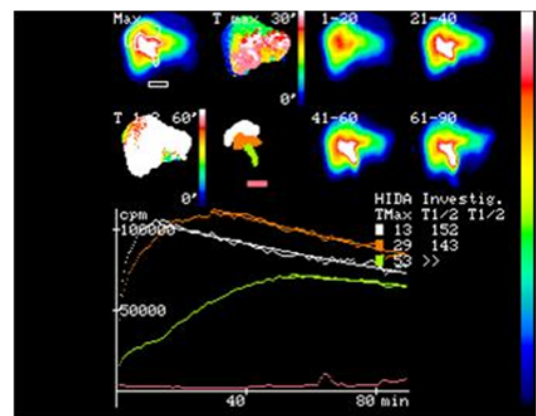 Max
T max 30'
1-20
21-40
0'
T 1/2 60'
41-60
61-90
0'
HIDA Investig.
TMax T1/2 T1/2
13 152
29 143
53 >>
cpm
100000
50000
40
80 min